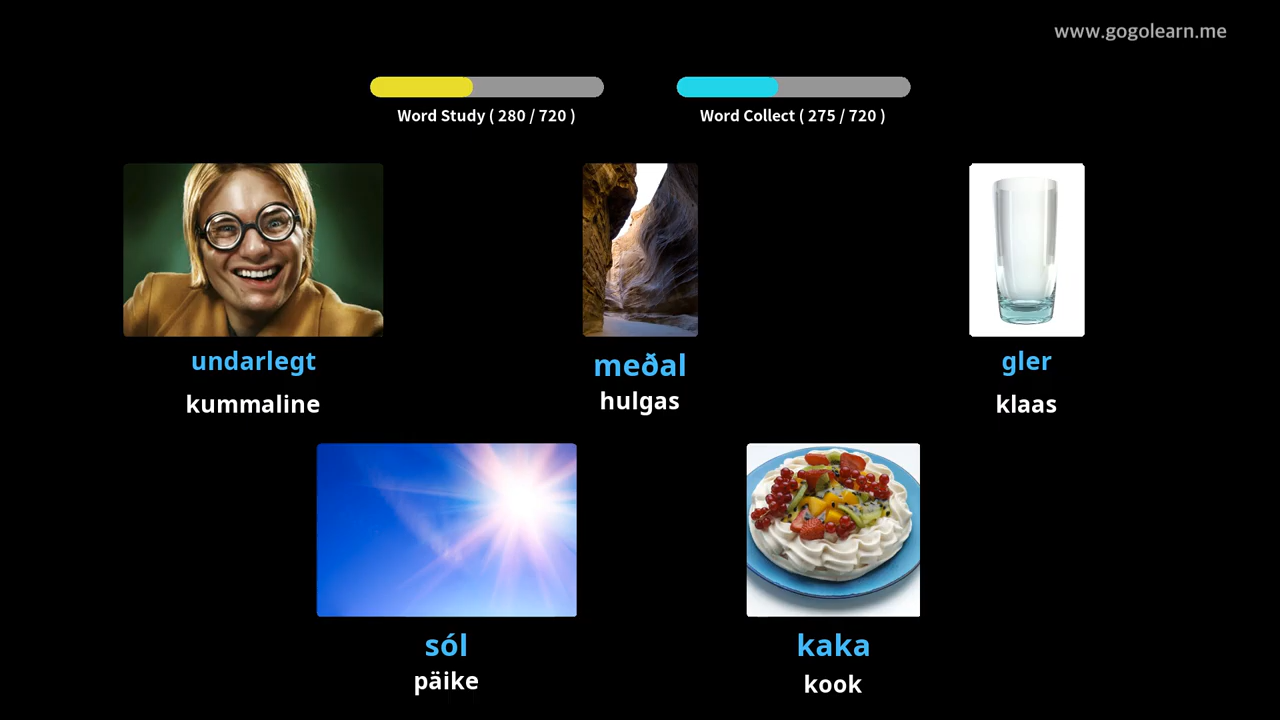 www.gogolearn.me
Word Study ( 280 / 720 )
Word Collect ( 275 / 720 )
undarlegt
kummaline
meðal
hulgas
gler
klaas
sól
päike
kaka
kook